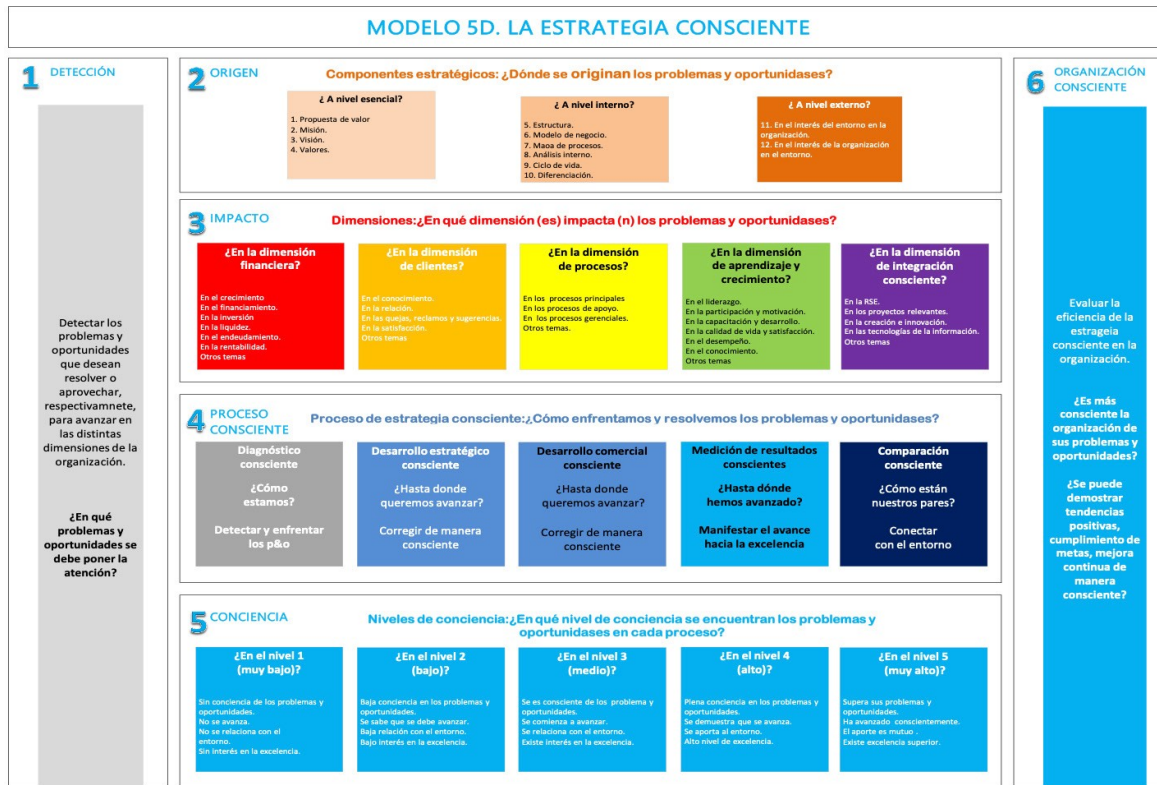 MODELO 5D. LA ESTRATEGIA CONSCIENTE
1 DETECCIÓN
Detectar los
problemas y
oportunidades
que desean
resolver o
aprovechar,
respectivamnete,
para avanzar en
las distintas
dimensiones de la
organización.
¿En qué
problemas y
oportunidades se
debe poner la
atención?
2 ORIGEN
Componentes estratégicos: ¿Dónde se originan los problemas y oportunidases?
¿ A nivel esencial?
1. Propuesta de valor
2. Misión.
3. Visión.
4. Valores.
¿ A nivel interno?
5. Estructura.
6. Modelo de negocio.
7. Maoa de procesos.
8. Análisis interno.
9. Ciclo de vida.
10. Diferenciación.
¿ A nivel externo?
11. En el interés del entorno en la
organización.
12. En el interés de la organización
en el entorno.
3 IMPACTO
Dimensiones:¿En qué dimensión (es) impacta (n) los problemas y oportunidases?
¿En la dimensión
financiera?
En el crecimiento
En el financiamiento.
En la inversión
En la liquidez.
En el endeudamiento.
En la rentabilidad.
Otros temas
¿En la dimensión
de clientes?
En el conocimiento.
En la relación.
En las quejas, reclamos y sugerencias.
En la satisfacción.
Otros temas
¿En la dimensión
de procesos?
En los procesos principales
En los procesos de apoyo.
En los procesos gerenciales.
Otros temas.
¿En la dimensión
de aprendizaje y
crecimiento?
En el liderazgo.
En la participación y motivación.
En la capacitación y desarrollo.
En la calidad de vida y satisfacción.
En el desempeño.
En el conocimiento.
Otros temas
¿En la dimensión
de integración
consciente?
En la RSE.
En los proyectos relevantes.
En la creación e innovación.
En las tecnologías de la información.
Otros temas
4 PROCESO
CONSCIENTE
Proceso de estrategia consciente:¿Cómo enfrentamos y resolvemos los problemas y oportunidades?
Diagnóstico
consciente
¿Cómo
estamos?
Detectar y enfrentar
los p&o
Desarrollo estratégico
consciente
¿Hasta donde
queremos avanzar?
Corregir de manera
consciente
Desarrollo comercial
consciente
¿Hasta donde
queremos avanzar?
Corregir de manera
consciente
Medición de resultados
conscientes
¿Hasta dónde
hemos avanzado?
Manifestar el avance
hacia la excelencia
Comparación
consciente
¿Cómo están
nuestros pares?
Conectar
con el entorno
5 CONCIENCIA
Niveles de conciencia:¿En qué nivel de conciencia se encuentran los problemas y
oportunidases en cada proceso?
¿En el nivel 1
(muy bajo)?
Sin conciencia de los problemas y
oportunidades.
No se avanza.
No se relaciona con el
entorno.
Sin interés en la excelencia.
¿En el nivel 2
(bajo)?
Baja conciencia en los problemas y
oportunidades.
Se sabe que se debe avanzar.
Baja relación con el entorno.
Bajo interés en la excelencia.
¿En el nivel 3
(medio)?
Se es consciente de los problema y
oportunidades.
Se comienza a avanzar.
Se relaciona con el entorno.
Existe interés en la excelencia.
¿En el nivel 4
(alto)?
Plena conciencia en los problemas y
oportunidades.
Se demuestra que se avanza.
Se aporta al entorno.
Alto nivel de excelencia.
¿En el nivel 5
(muy alto)?
Supera sus problemas y
oportunidades.
Ha avanzado conscientemente.
El aporte es mutuo .
Existe excelencia superior.
6 ORGANIZACIÓN
CONSCIENTE
Evaluar la
eficiencia de la
estrageia
consciente en la
organización.
¿Es más
consciente la
organización de
sus problemas y
oportunidades?
¿Se puede
demostrar
tendencias
positivas,
cumplimiento de
metas, mejora
continua de
manera
consciente?